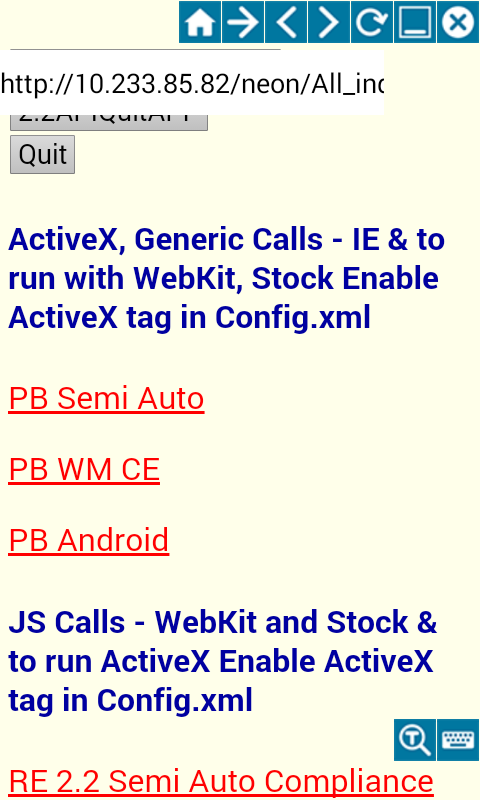 http://10.233.85.82/neon/All_ind
2.2APIQuitAPI
Quit
ActiveX, Generic Calls - IE & to
run with WebKit, Stock Enable
ActiveX tag in Config.xml
PB Semi Auto
PB WM CE
PB Android
JS Calls - WebKit and Stock &
to run ActiveX Enable ActiveX
tag in Config.xml
RE 2.2 Semi Auto Compliance